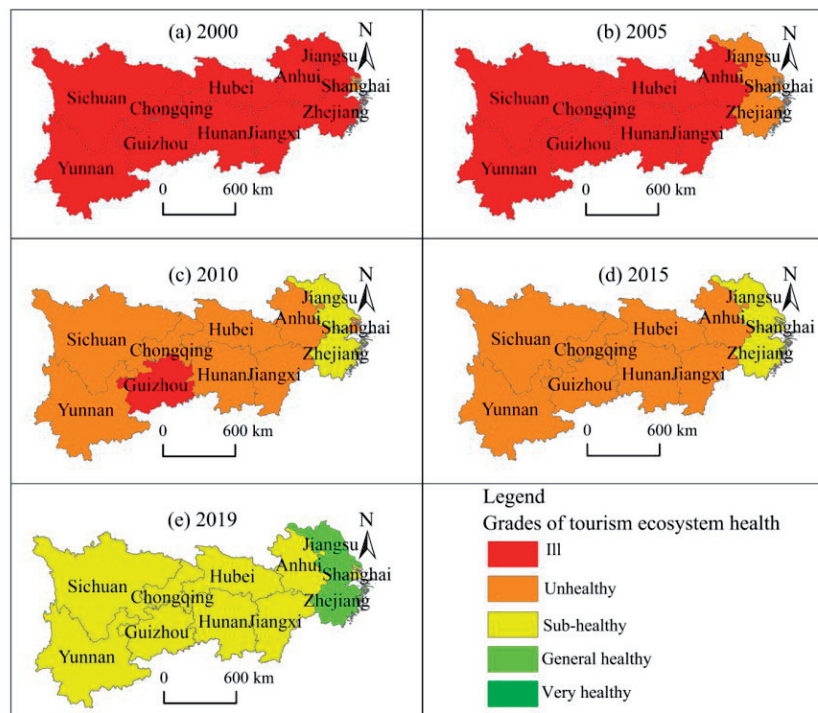 (a) 2000
N
Jiangsu
Hubei
Anhui
Sichuan
Shanghai
Chongqing
Zhejiang
HunanJiangxi
Guizhou
Yunnan
0 600 km
(b) 2005
N
Jiangsu
Hubei
Anhui
Sichuan
Shanghai
Chongqing
Zhejiang
HunanJiangxi
Guizhou
Yunnan
0 600 km
(c) 2010
N
Jiangsu
Hubei
Anhui
Sichuan
Shanghai
Chongqing
Zhejiang
HunanJiangxi
Guizhou
Yunnan
0 600 km
(d) 2015
N
Jiangsu
Hubei
Anhui
Sichuan
Shanghai
Chongqing
Zhejiang
HunanJiangxi
Guizhou
Yunnan
0 600 km
(e) 2019
N
Jiangsu
Hubei
Anhui
Sichuan
Shanghai
Chongqing
Zhejiang
HunanJiangxi
Guizhou
Yunnan
0 600 km
Legend
Grades of tourism ecosystem health
Ill
Unhealthy
Sub-healthy
General healthy
Very healthy